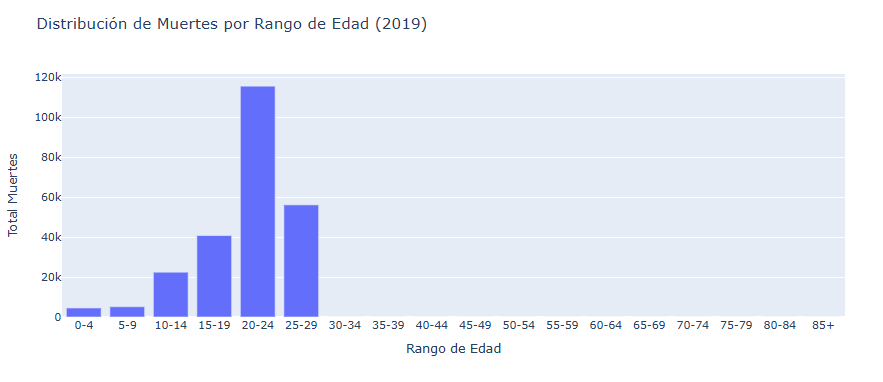 Distribución de Muertes por Rango de Edad (2019)
Total Muertes
120k
100k
80k
60k
40k
20k
0
0-4 5-9 10-14 15-19 20-24 25-29 30-34 35-39 40-44 45-49 50-54 55-59 60-64 65-69 70-74 75-79 80-84 85+
Rango de Edad